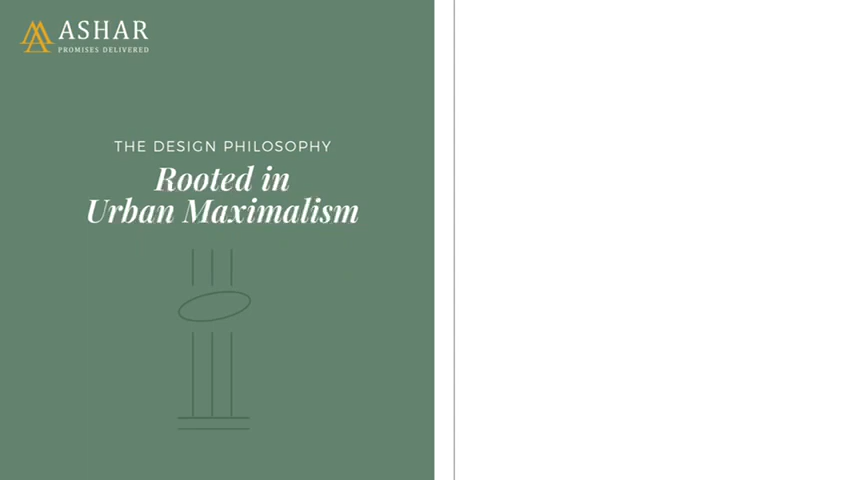 ASHAR
PROMISES DELIVERED
THE DESIGN PHILOSOPHY
Rooted in
Urban Maximalism